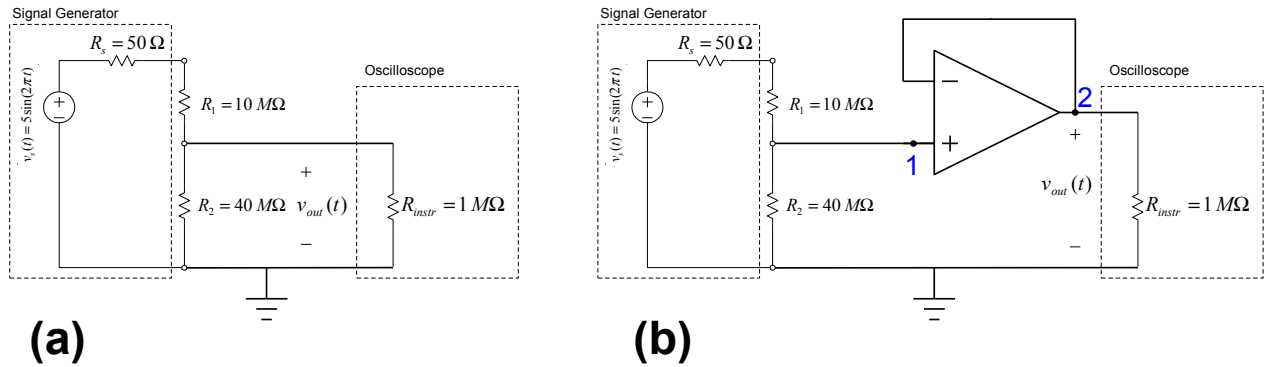 Signal Generator
R_s = 50 Ω
v_s(t) = 5 sin(2π t)
+
−
R_1 = 10 MΩ
Oscilloscope
R_2 = 40 MΩ
+
v_out (t)
−
R_instr = 1 MΩ
(a)
Signal Generator
R_s = 50 Ω
v_s(t) = 5 sin(2π t)
+
−
R_1 = 10 MΩ
−
+
1
2
Oscilloscope
R_2 = 40 MΩ
+
v_out (t)
−
R_instr = 1 MΩ
(b)